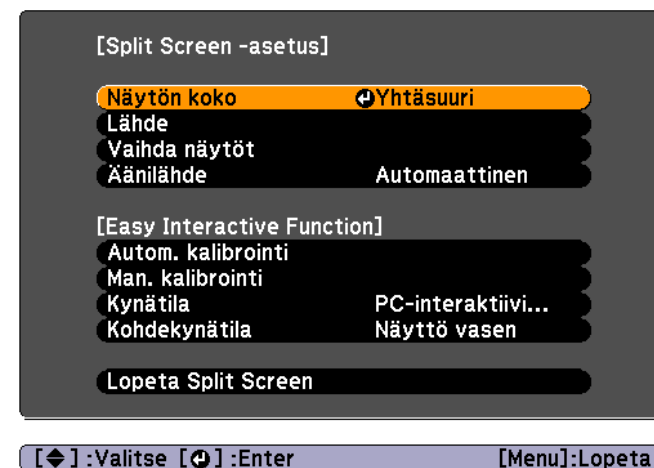 [Split Screen -asetus]
Näytön koko Yhtäsuuri
Lähde
Vaihda näytöt
Äänilähde Automaattinen
[Easy Interactive Function]
Autom. kalibrointi
Man. kalibrointi
Kynätila PC-interaktiivi...
Kohdekynätila Näyttö vasen
Lopeta Split Screen
[◆] :Valitse [⏎] :Enter [Menu]:Lopeta